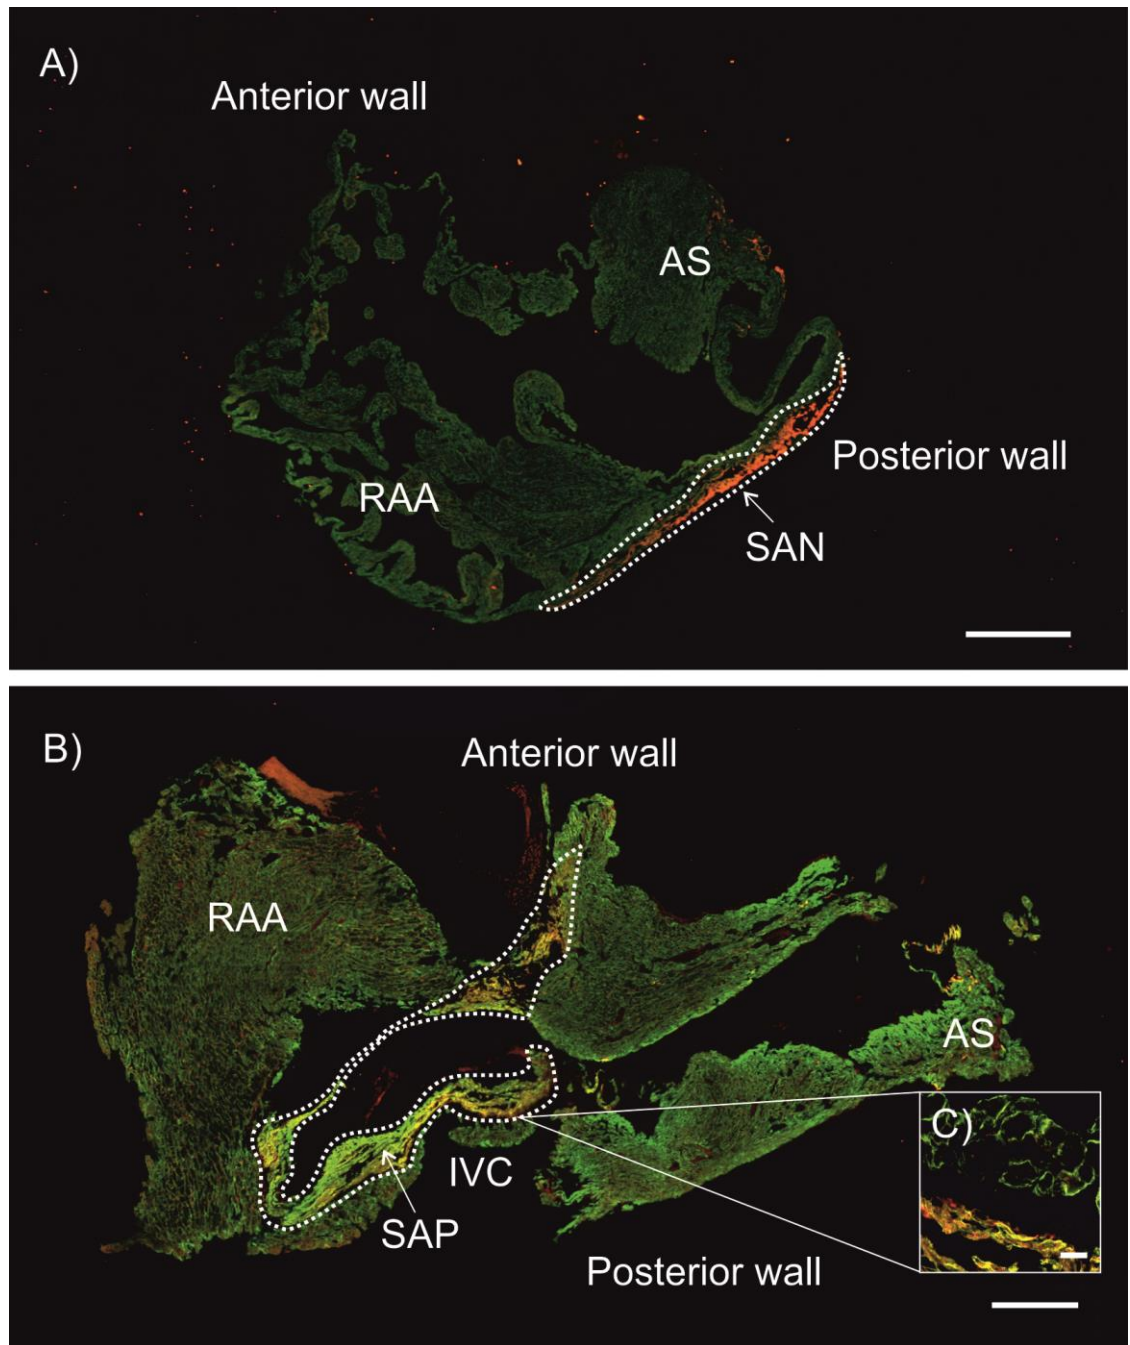 A)
Anterior wall
AS
Posterior wall
RAA
SAN
B)
Anterior wall
RAA
AS
C)
IVC
SAP
Posterior wall